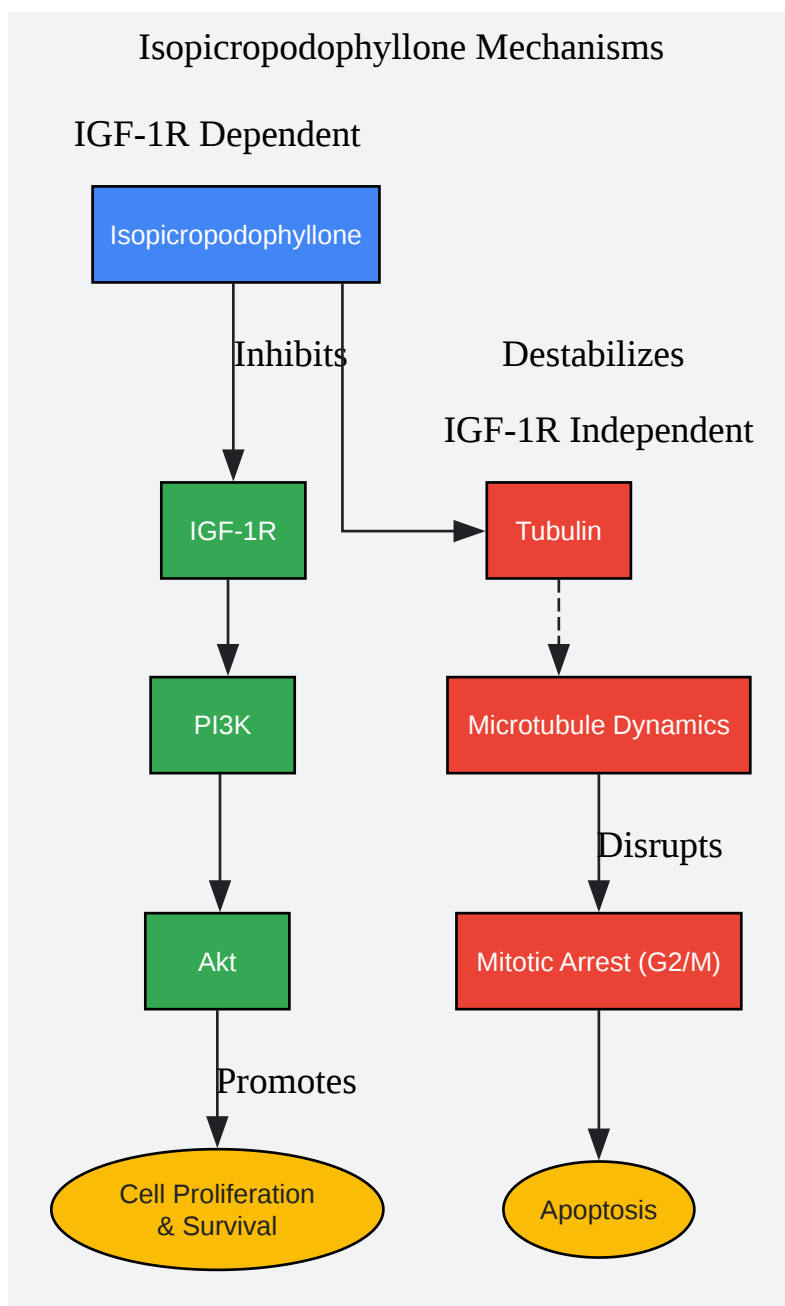 Isopicropodophyllone Mechanisms
IGF-1R Dependent
Isopicropodophyllone
Inhibits
Destabilizes
IGF-1R Independent
IGF-1R
Tubulin
PI3K
Microtubule Dynamics
Disrupts
Akt
Mitotic Arrest (G2/M)
Promotes
Cell Proliferation
& Survival
Apoptosis